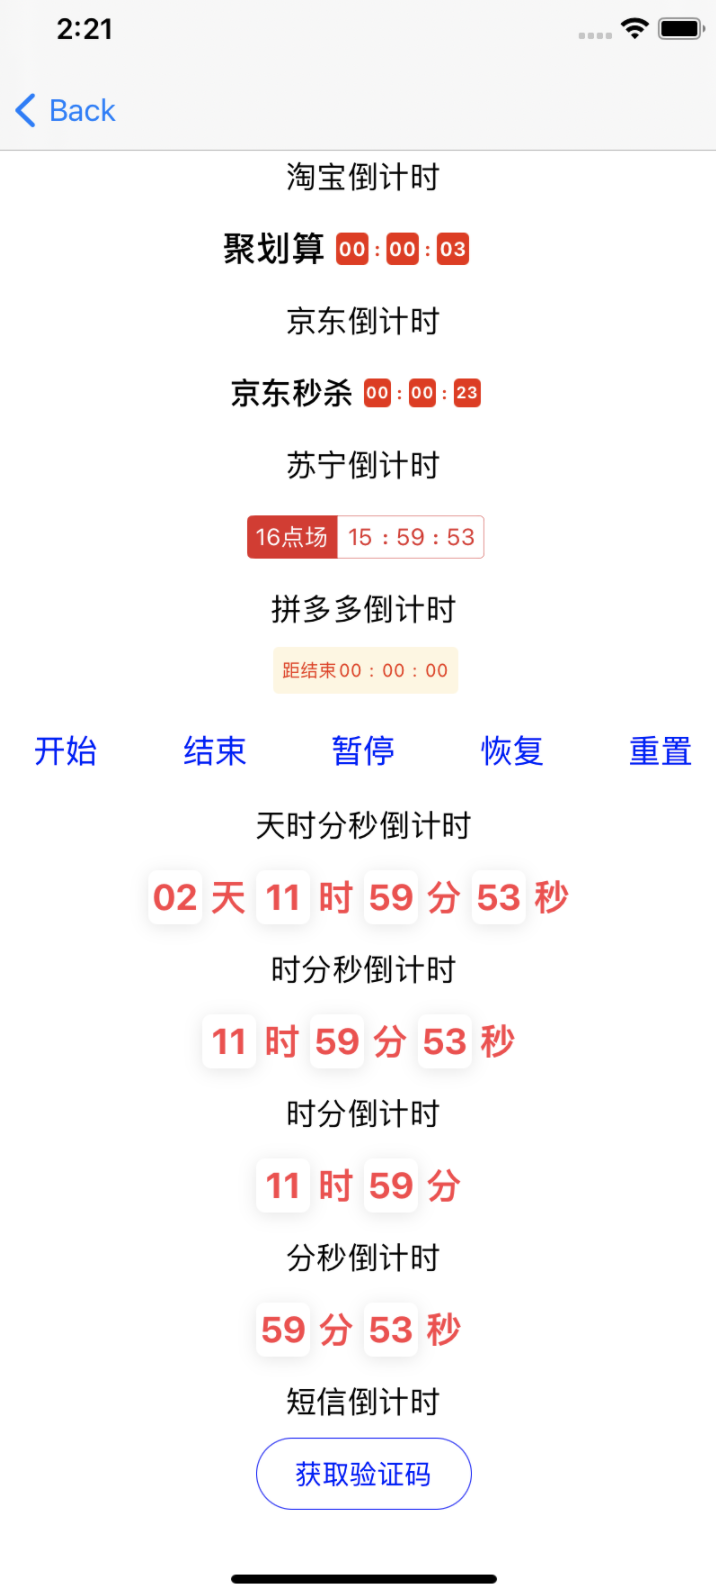 2:21
Back
淘宝倒计时
聚划算 00 : 00 : 03
京东倒计时
京东秒杀 00 : 00 : 23
苏宁倒计时
16点场 15 : 59 : 53
拼多多倒计时
距结束00 : 00 : 00
开始 结束 暂停 恢复 重置
天时分秒倒计时
02 天 11 时 59 分 53 秒
时分秒倒计时
11 时 59 分 53 秒
时分倒计时
11 时 59 分
分秒倒计时
59 分 53 秒
短信倒计时
获取验证码